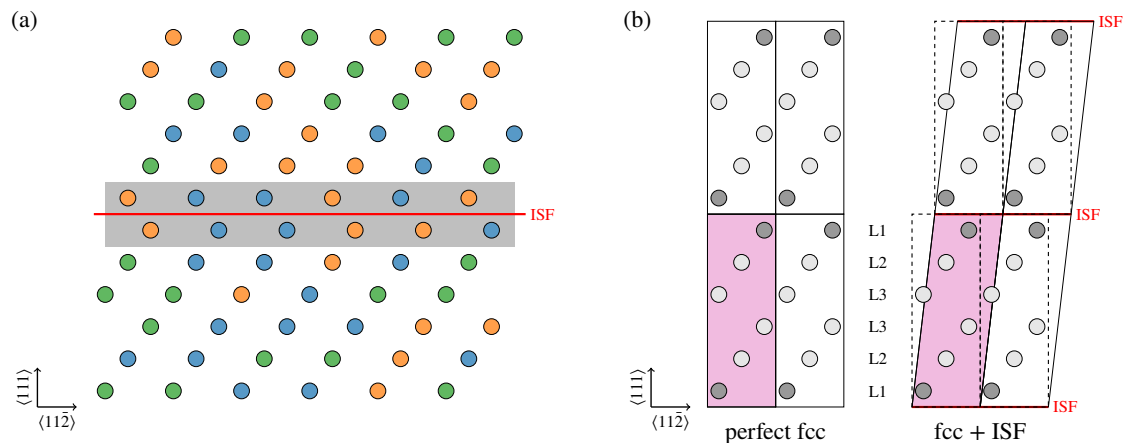 (a)
ISF
⟨111⟩
⟨112̄⟩
(b)
ISF
ISF
L1
L2
L3
L3
L2
L1
ISF
⟨111⟩
⟨112̄⟩
perfect fcc
fcc + ISF